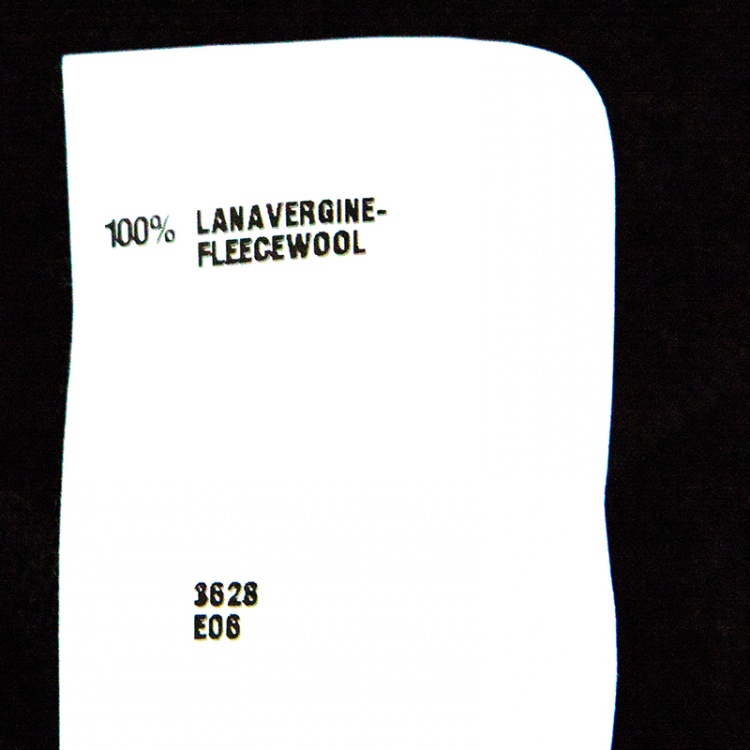 100% LANAVERGINE-
FLEECEWOOL
3628
E06